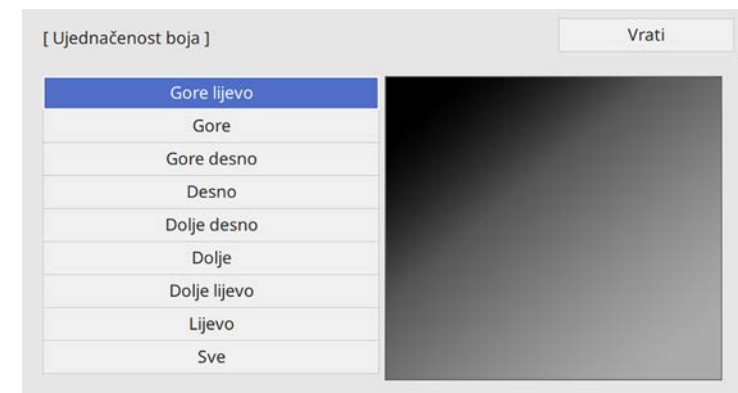 [ Ujednačenost boja ]
Vrati
Gore lijevo
Gore
Gore desno
Desno
Dolje desno
Dolje
Dolje lijevo
Lijevo
Sve